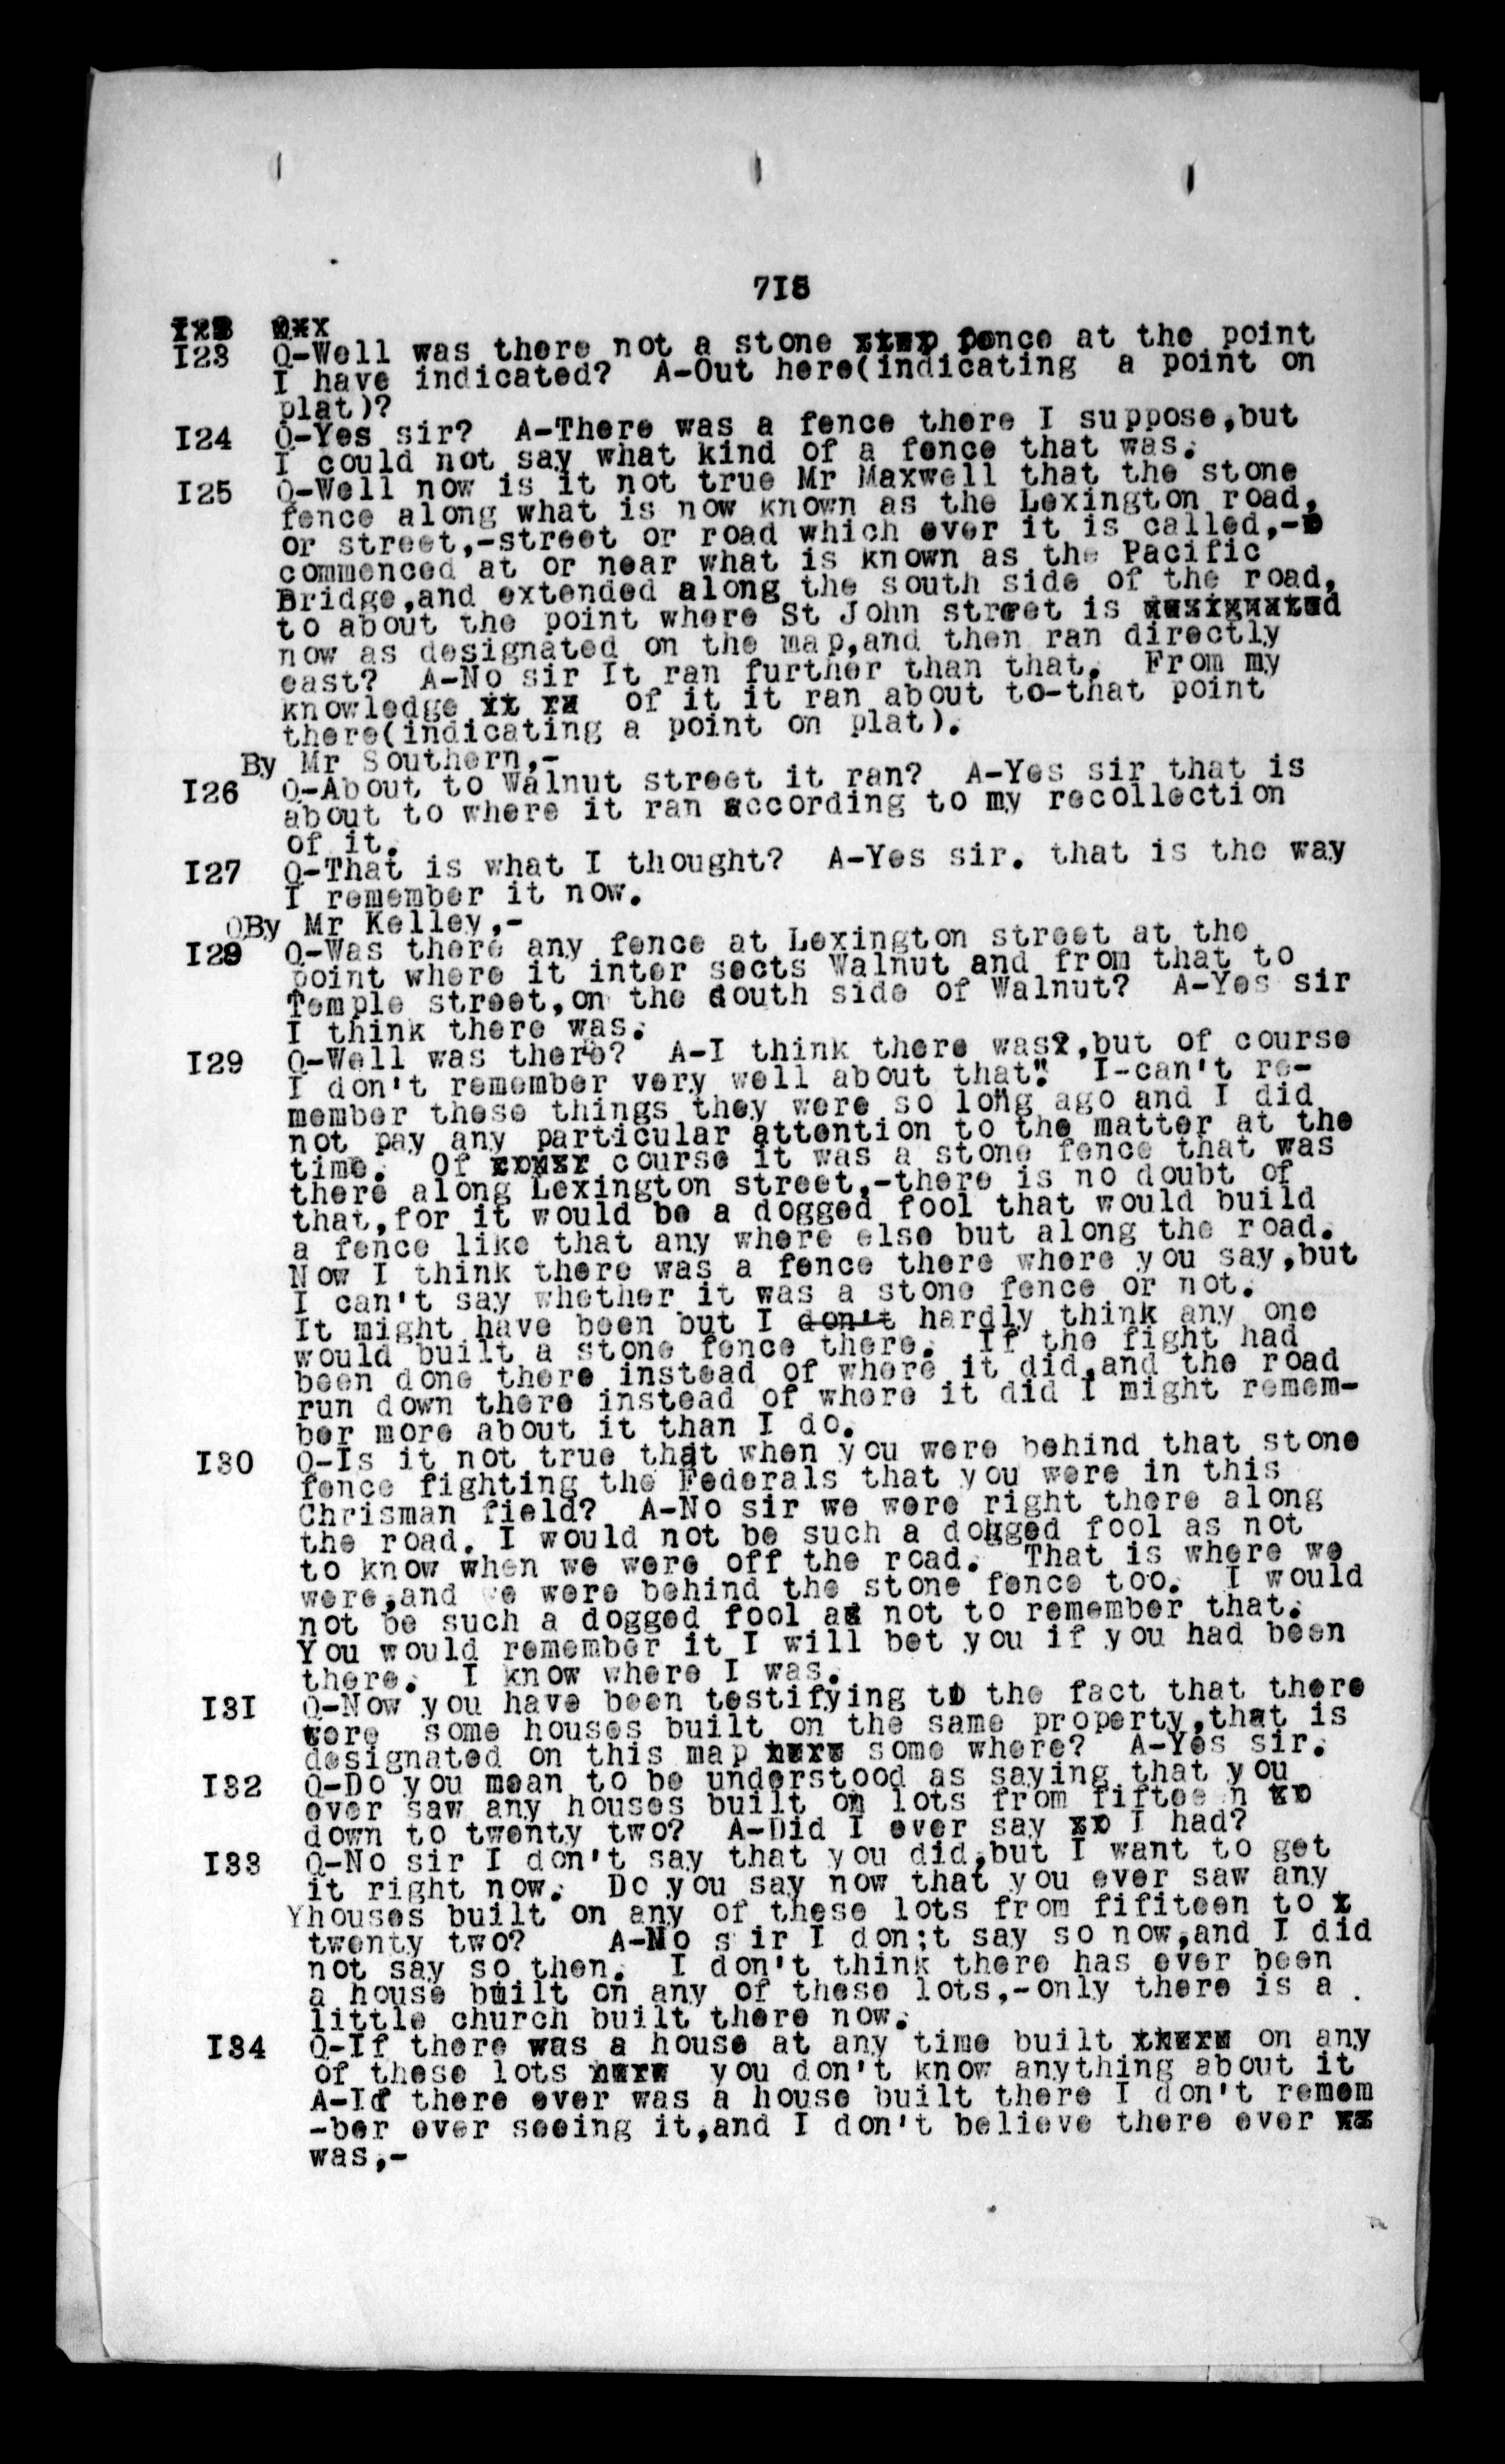 715
I23 Q-Well was there not a stone fence at the point
I have indicated? A-Out here(indicating a point on
plat)?
I24 Q-Yes sir? A-There was a fence there I suppose,but
I could not say what kind of a fence that was.
I25 Q-Well now is it not true Mr Maxwell that the stone
fence along what is now known as the Lexington road,
or street,-street or road which ever it is called,-
commenced at or near what is known as the Pacific
Bridge,and extended along the south side of the road,
to about the point where St John street is
now as designated on the map,and then ran directly
east? A-No sir It ran further than that. From my
knowledge of it it ran about to-that point
there(indicating a point on plat).
By Mr Southern,-
I26 Q-About to Walnut street it ran? A-Yes sir that is
about to where it ran according to my recollection
of it.
I27 Q-That is what I thought? A-Yes sir. that is the way
I remember it now.
QBy Mr Kelley,-
I28 Q-Was there any fence at Lexington street at the
point where it inter sects Walnut and from that to
Temple street,on the south side of Walnut? A-Yes sir
I think there was.
I29 Q-Well was there? A-I think there was,but of course
I don't remember very well about that. I-can't re-
member these things they were so long ago and I did
not pay any particular attention to the matter at the
time. Of course it was a stone fence that was
there along Lexington street,-there is no doubt of
that,for it would be a dogged fool that would build
a fence like that any where else but along the road.
Now I think there was a fence there where you say,but
I can't say whether it was a stone fence or not.
It might have been but I don't hardly think any one
would built a stone fence there. If the fight had
been done there instead of where it did,and the road
run down there instead of where it did I might remem-
ber more about it than I do.
I30 Q-Is it not true that when you were behind that stone
fence fighting the Federals that you were in this
Chrisman field? A-No sir we were right there along
the road. I would not be such a dogged fool as not
to know when we were off the road. That is where we
were,and we were behind the stone fence too. I would
not be such a dogged fool as not to remember that.
You would remember it I will bet you if you had been
there. I know where I was.
I3I Q-Now you have been testifying to the fact that there
were some houses built on the same property,that is
designated on this map some where? A-Yes sir.
I32 Q-Do you mean to be understood as saying that you
ever saw any houses built on lots from fiftee n
down to twenty two? A-Did I ever say I had?
I33 Q-No sir I don't say that you did,but I want to get
it right now. Do you say now that you ever saw any
Yhouses built on any of these lots from fifiteen to
twenty two? A-No s ir I don;t say so now,and I did
not say so then. I don't think there has ever been
a house built on any of these lots,-only there is a .
little church built there now.
I34 Q-If there was a house at any time built on any
of these lots you don't know anything about it
A-If there ever was a house built there I don't remem
-ber ever seeing it,and I don't believe there ever
was,-